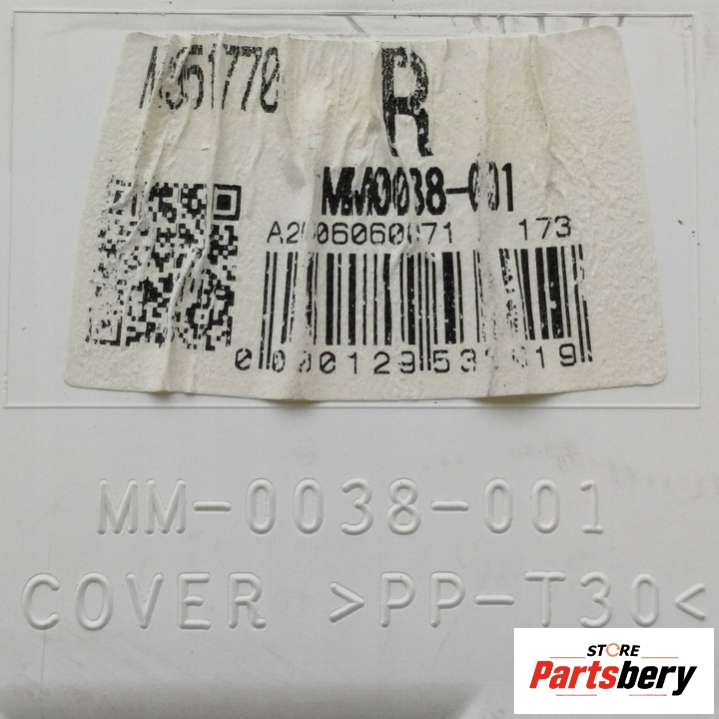 R
MM0038-001
173
MM-0038-001
COVER >PP-T30<
STORE
Partsbery